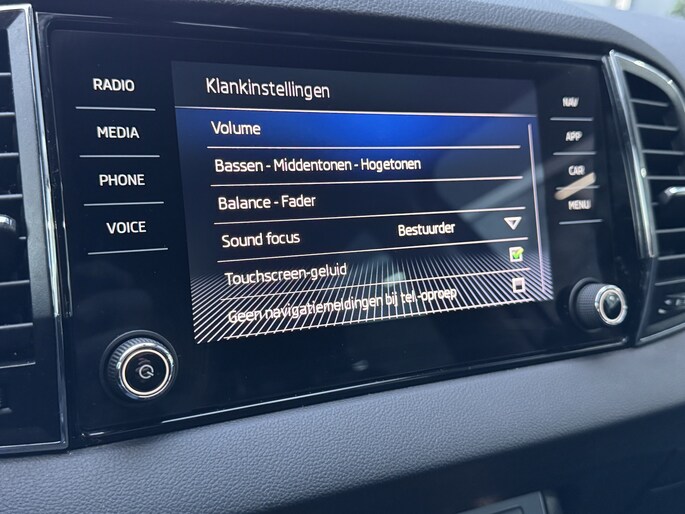 RADIO
MEDIA
PHONE
VOICE
Klankinstellingen
Volume
Bassen - Middentonen - Hogetonen
Balance - Fader
Sound focus Bestuurder
Touchscreen-geluid
Geen navigatiemeldingen bij tel.-oproep
NAV
APP
CAR
MENU